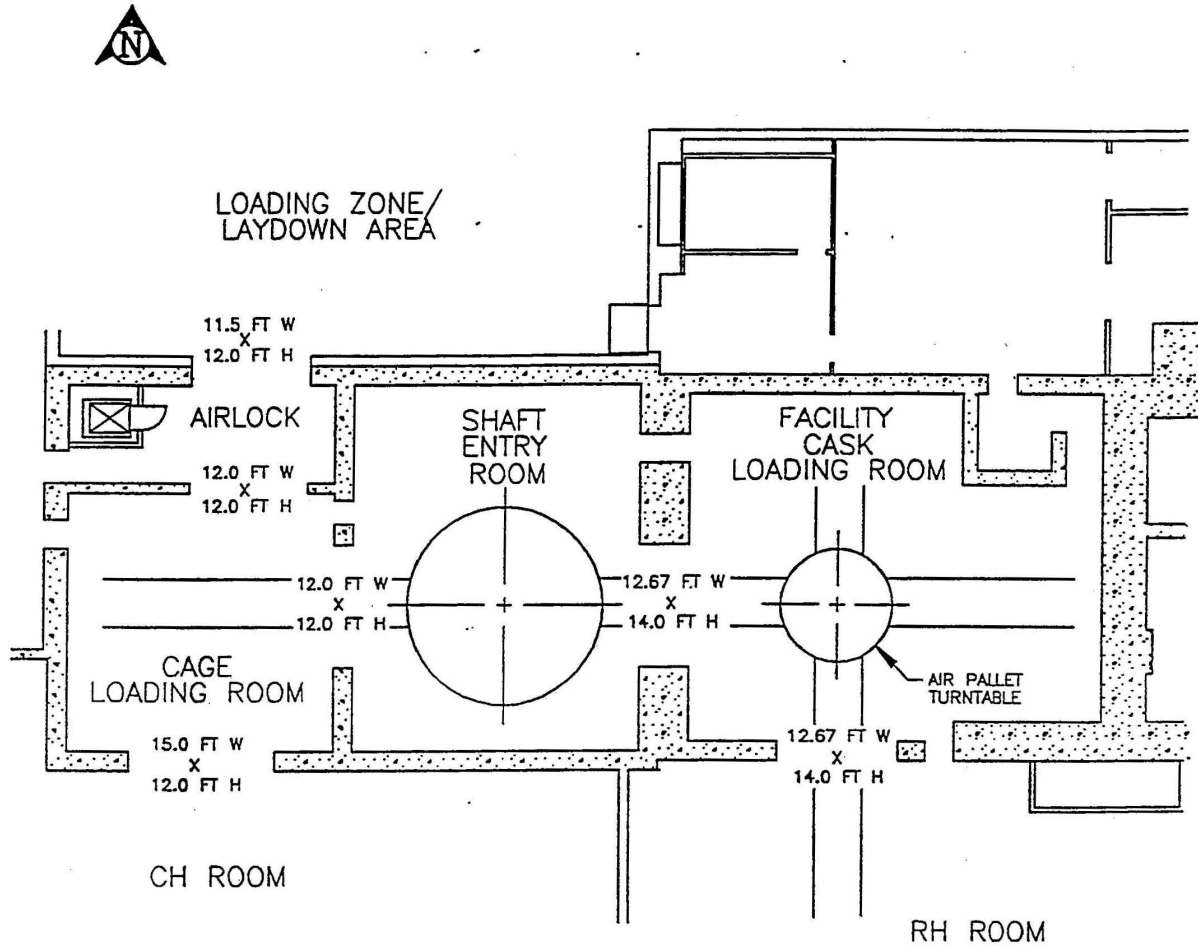 N
LOADING ZONE/
LAYDOWN AREA
11.5 FT W
X
12.0 FT H
AIRLOCK
SHAFT
ENTRY
ROOM
FACILITY
CASK
LOADING ROOM
12.0 FT W
X
12.0 FT H
12.0 FT W
X
12.0 FT H
12.67 FT W
X
14.0 FT H
CAGE
LOADING ROOM
AIR PALLET
TURNTABLE
15.0 FT W
X
12.0 FT H
12.67 FT W
X
14.0 FT H
CH ROOM
RH ROOM